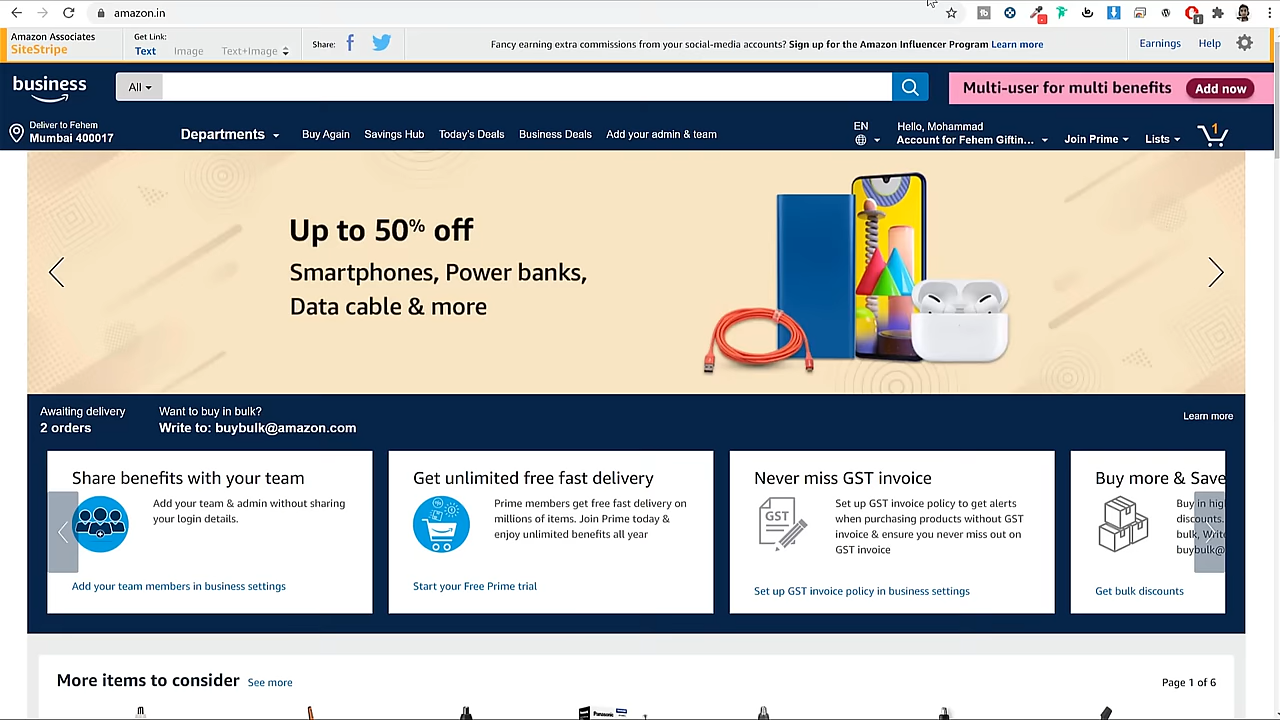 amazon.in
Amazon Associates
SiteStripe
Get Link:
Text Image Text+Image
Share:
Fancy earning extra commissions from your social-media accounts? Sign up for the Amazon Influencer Program Learn more
Earnings Help
business
All
Multi-user for multi benefits Add now
Deliver to Fehem
Mumbai 400017
Departments
Buy Again Savings Hub Today's Deals Business Deals Add your admin & team
EN
Hello, Mohammad
Account for Fehem Giftin...
Join Prime
Lists
1
Up to 50% off
Smartphones, Power banks,
Data cable & more
Awaiting delivery
2 orders
Want to buy in bulk?
Write to: buybulk@amazon.com
Learn more
Share benefits with your team
Add your team & admin without sharing
your login details.
Add your team members in business settings
Get unlimited free fast delivery
Prime members get free fast delivery on
millions of items. Join Prime today &
enjoy unlimited benefits all year
Start your Free Prime trial
Never miss GST invoice
GST
Set up GST invoice policy to get alerts
when purchasing products without GST
invoice & ensure you never miss out on
GST invoice
Set up GST invoice policy in business settings
Buy more & Save
Buy in hig
discounts.
bulk, Writ
buybulk@
Get bulk discounts
More items to consider See more
Page 1 of 6
Panasonic